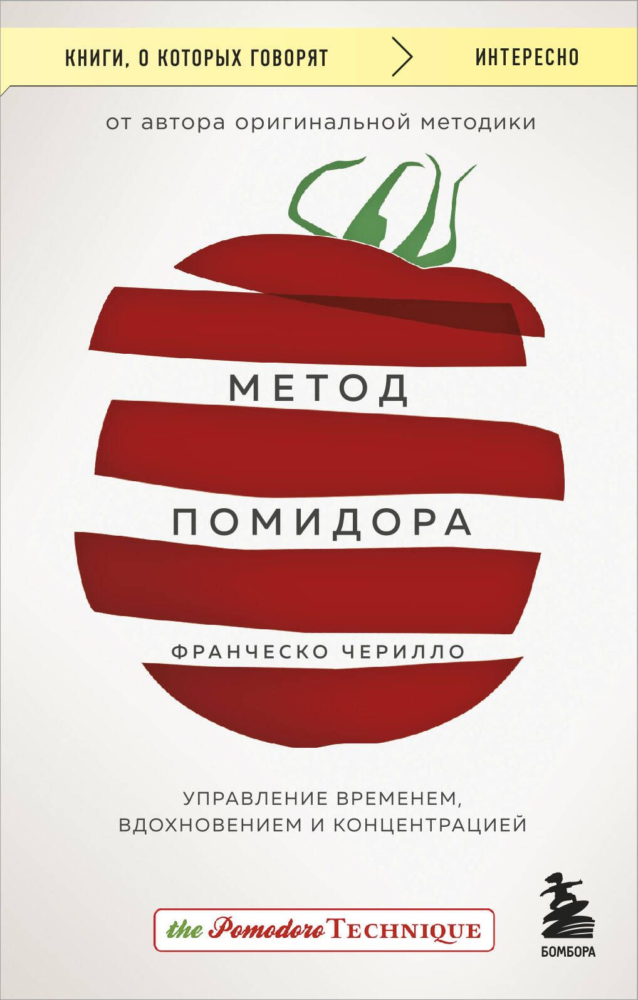 КНИГИ, О КОТОРЫХ ГОВОРЯТ > ИНТЕРЕСНО
от автора оригинальной методики
МЕТОД
ПОМИДОРА
ФРАНЧЕСКО ЧЕРИЛЛО
УПРАВЛЕНИЕ ВРЕМЕНЕМ,
ВДОХНОВЕНИЕМ И КОНЦЕНТРАЦИЕЙ
the Pomodoro TECHNIQUE
БОМБОРА